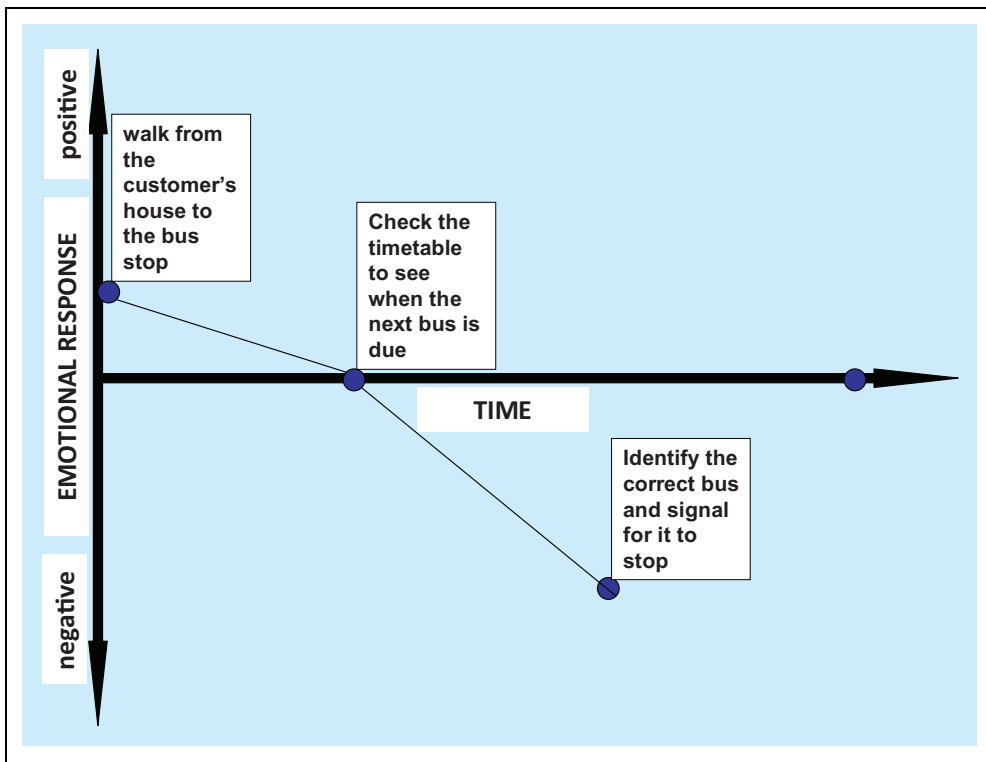 positive
EMOTIONAL RESPONSE
negative
walk from
the
customer’s
house to
the bus
stop
Check the
timetable
to see
when the
next bus is
due
TIME
Identify the
correct bus
and signal
for it to
stop